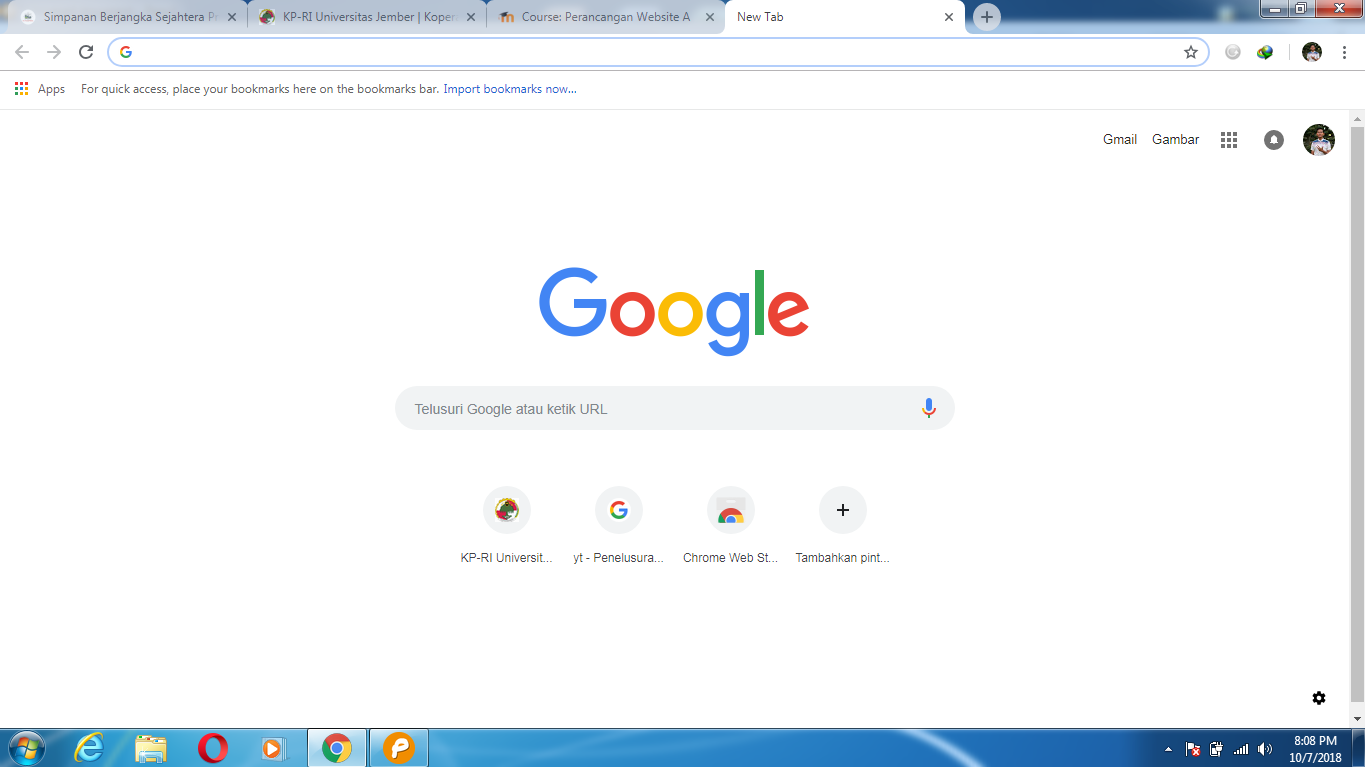 Simpanan Berjangka Sejahtera Pr
KP-RI Universitas Jember | Koper
Course: Perancangan Website A
New Tab
Apps
For quick access, place your bookmarks here on the bookmarks bar. Import bookmarks now...
Gmail Gambar
Google
Telusuri Google atau ketik URL
KP-RI Universit...
yt - Penelusura...
Chrome Web St...
Tambahkan pint...
8:08 PM
10/7/2018